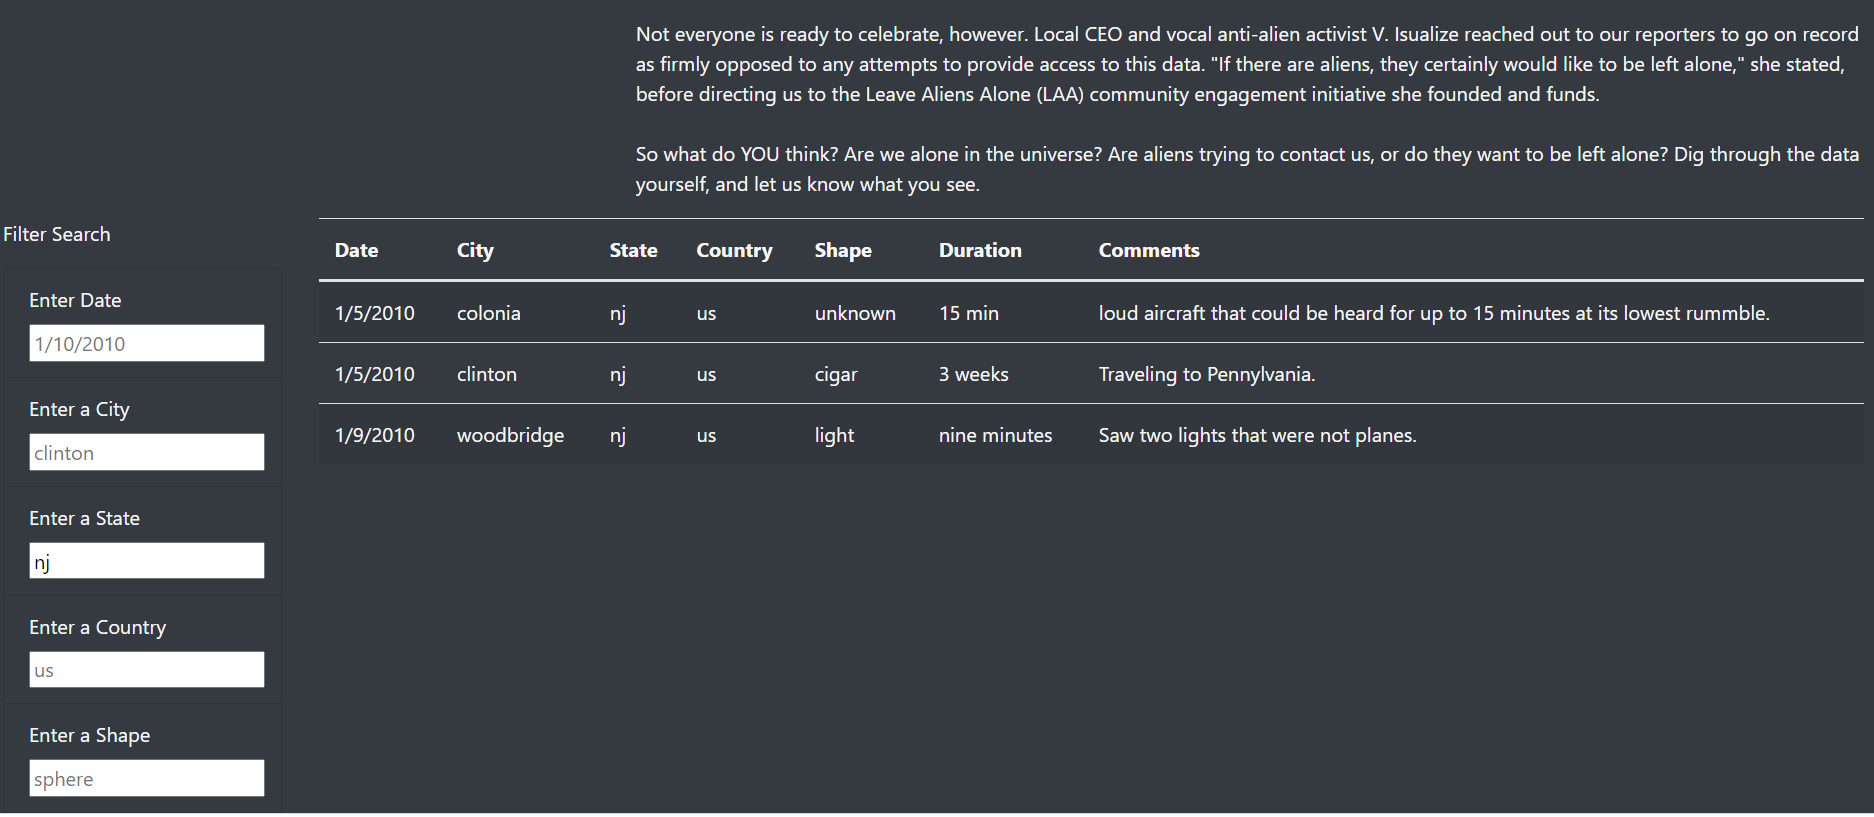 Not everyone is ready to celebrate, however. Local CEO and vocal anti-alien activist V. Isualize reached out to our reporters to go on record
as firmly opposed to any attempts to provide access to this data. "If there are aliens, they certainly would like to be left alone," she stated,
before directing us to the Leave Aliens Alone (LAA) community engagement initiative she founded and funds.
So what do YOU think? Are we alone in the universe? Are aliens trying to contact us, or do they want to be left alone? Dig through the data
yourself, and let us know what you see.
Filter Search
Enter Date
1/10/2010
Enter a City
clinton
Enter a State
nj
Enter a Country
us
Enter a Shape
sphere
Date City State Country Shape Duration Comments
1/5/2010 colonia nj us unknown 15 min loud aircraft that could be heard for up to 15 minutes at its lowest rummble.
1/5/2010 clinton nj us cigar 3 weeks Traveling to Pennylvania.
1/9/2010 woodbridge nj us light nine minutes Saw two lights that were not planes.